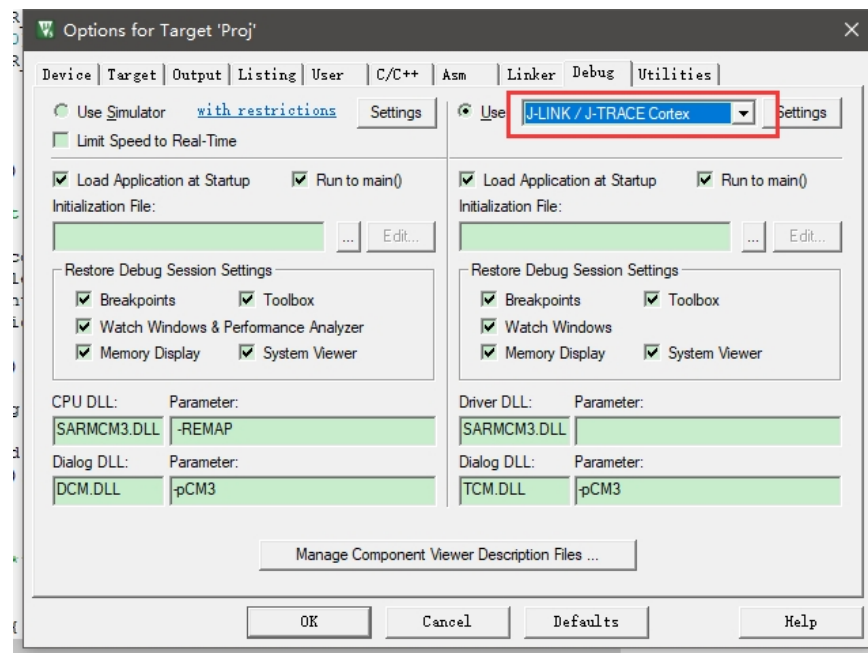 Options for Target 'Proj'
Device Target Output Listing User C/C++ Asm Linker Debug Utilities
Use Simulator with restrictions Settings
Limit Speed to Real-Time
Use J-LINK / J-TRACE Cortex Settings
Load Application at Startup Run to main()
Initialization File:
... Edit...
Restore Debug Session Settings
Breakpoints Toolbox
Watch Windows & Performance Analyzer
Memory Display System Viewer
Load Application at Startup Run to main()
Initialization File:
... Edit...
Restore Debug Session Settings
Breakpoints Toolbox
Watch Windows
Memory Display System Viewer
CPU DLL: Parameter:
SARMCM3.DLL -REMAP
Dialog DLL: Parameter:
DCM.DLL -pCM3
Driver DLL: Parameter:
SARMCM3.DLL
Dialog DLL: Parameter:
TCM.DLL -pCM3
Manage Component Viewer Description Files ...
OK Cancel Defaults Help